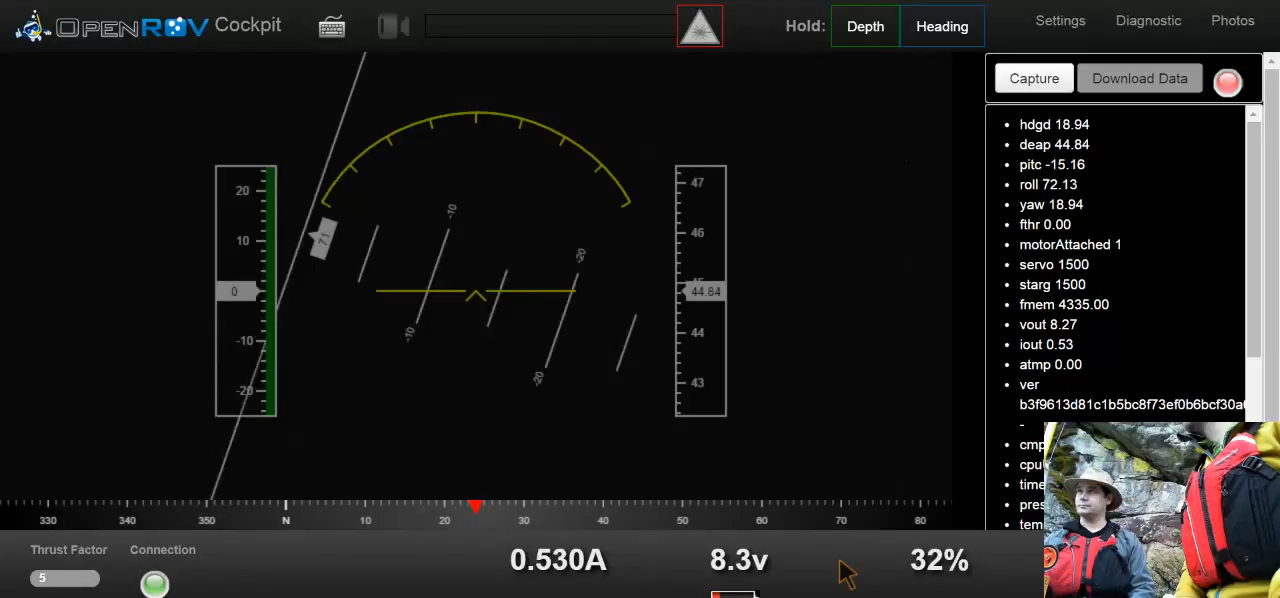 OPENROV Cockpit
Hold:
Depth
Heading
Settings
Diagnostic
Photos
Capture
Download Data
hdgd 18.94
deap 44.84
pitc -15.16
roll 72.13
yaw 18.94
fthr 0.00
motorAttached 1
servo 1500
starg 1500
fmem 4335.00
vout 8.27
iout 0.53
atmp 0.00
ver
b3f9613d81c1b5bc8f73ef0b6bcf30a
-
cmp
cpu
time
pres
tem
20
10
0
-10
-20
71
-10
-10
-20
-20
47
46
44.84
44
43
330 340 350 N 10 20 30 40 50 60 70 80
Thrust Factor
5
Connection
0.530A
8.3v
32%